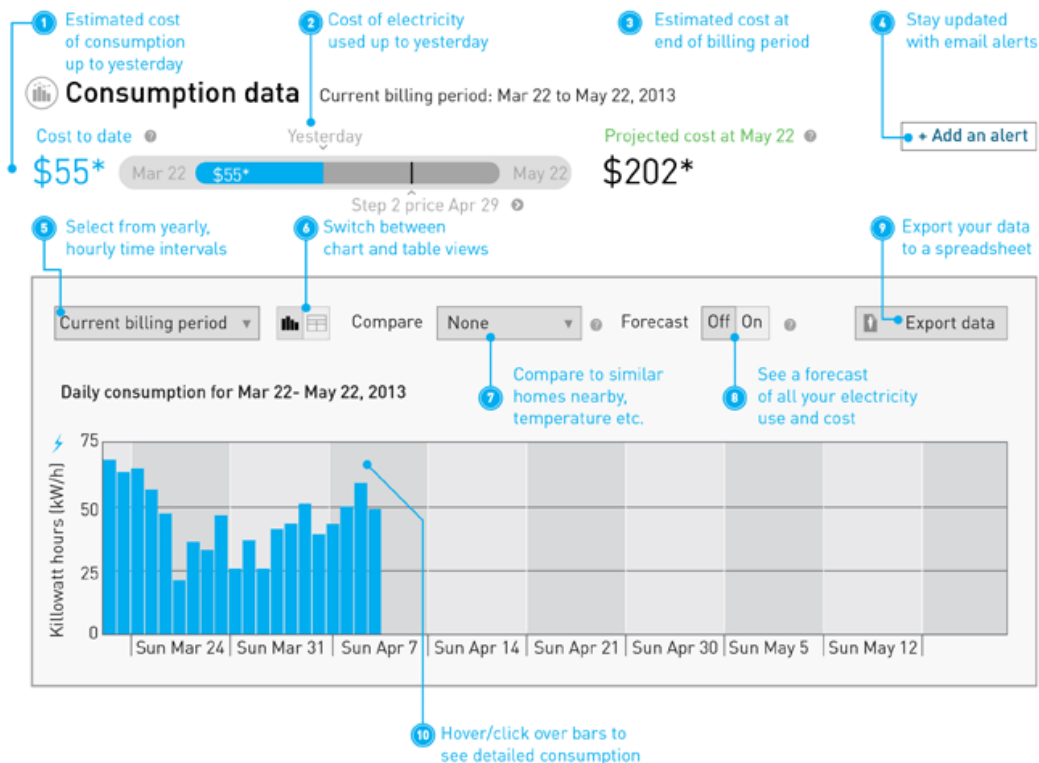 1 Estimated cost
of consumption
up to yesterday
2 Cost of electricity
used up to yesterday
3 Estimated cost at
end of billing period
4 Stay updated
with email alerts
Consumption data Current billing period: Mar 22 to May 22, 2013
Cost to date ?
Yesterday
Projected cost at May 22 ?
+ Add an alert
$55* Mar 22 $55* May 22 $202*
Step 2 price Apr 29
5 Select from yearly,
hourly time intervals
6 Switch between
chart and table views
9 Export your data
to a spreadsheet
Current billing period Compare None ? Forecast Off On ? Export data
7 Compare to similar
homes nearby,
temperature etc.
8 See a forecast
of all your electricity
use and cost
Daily consumption for Mar 22- May 22, 2013
Killowatt hours (kW/h)
75
50
25
0
Sun Mar 24 Sun Mar 31 Sun Apr 7 Sun Apr 14 Sun Apr 21 Sun Apr 30 Sun May 5 Sun May 12
10 Hover/click over bars to
see detailed consumption